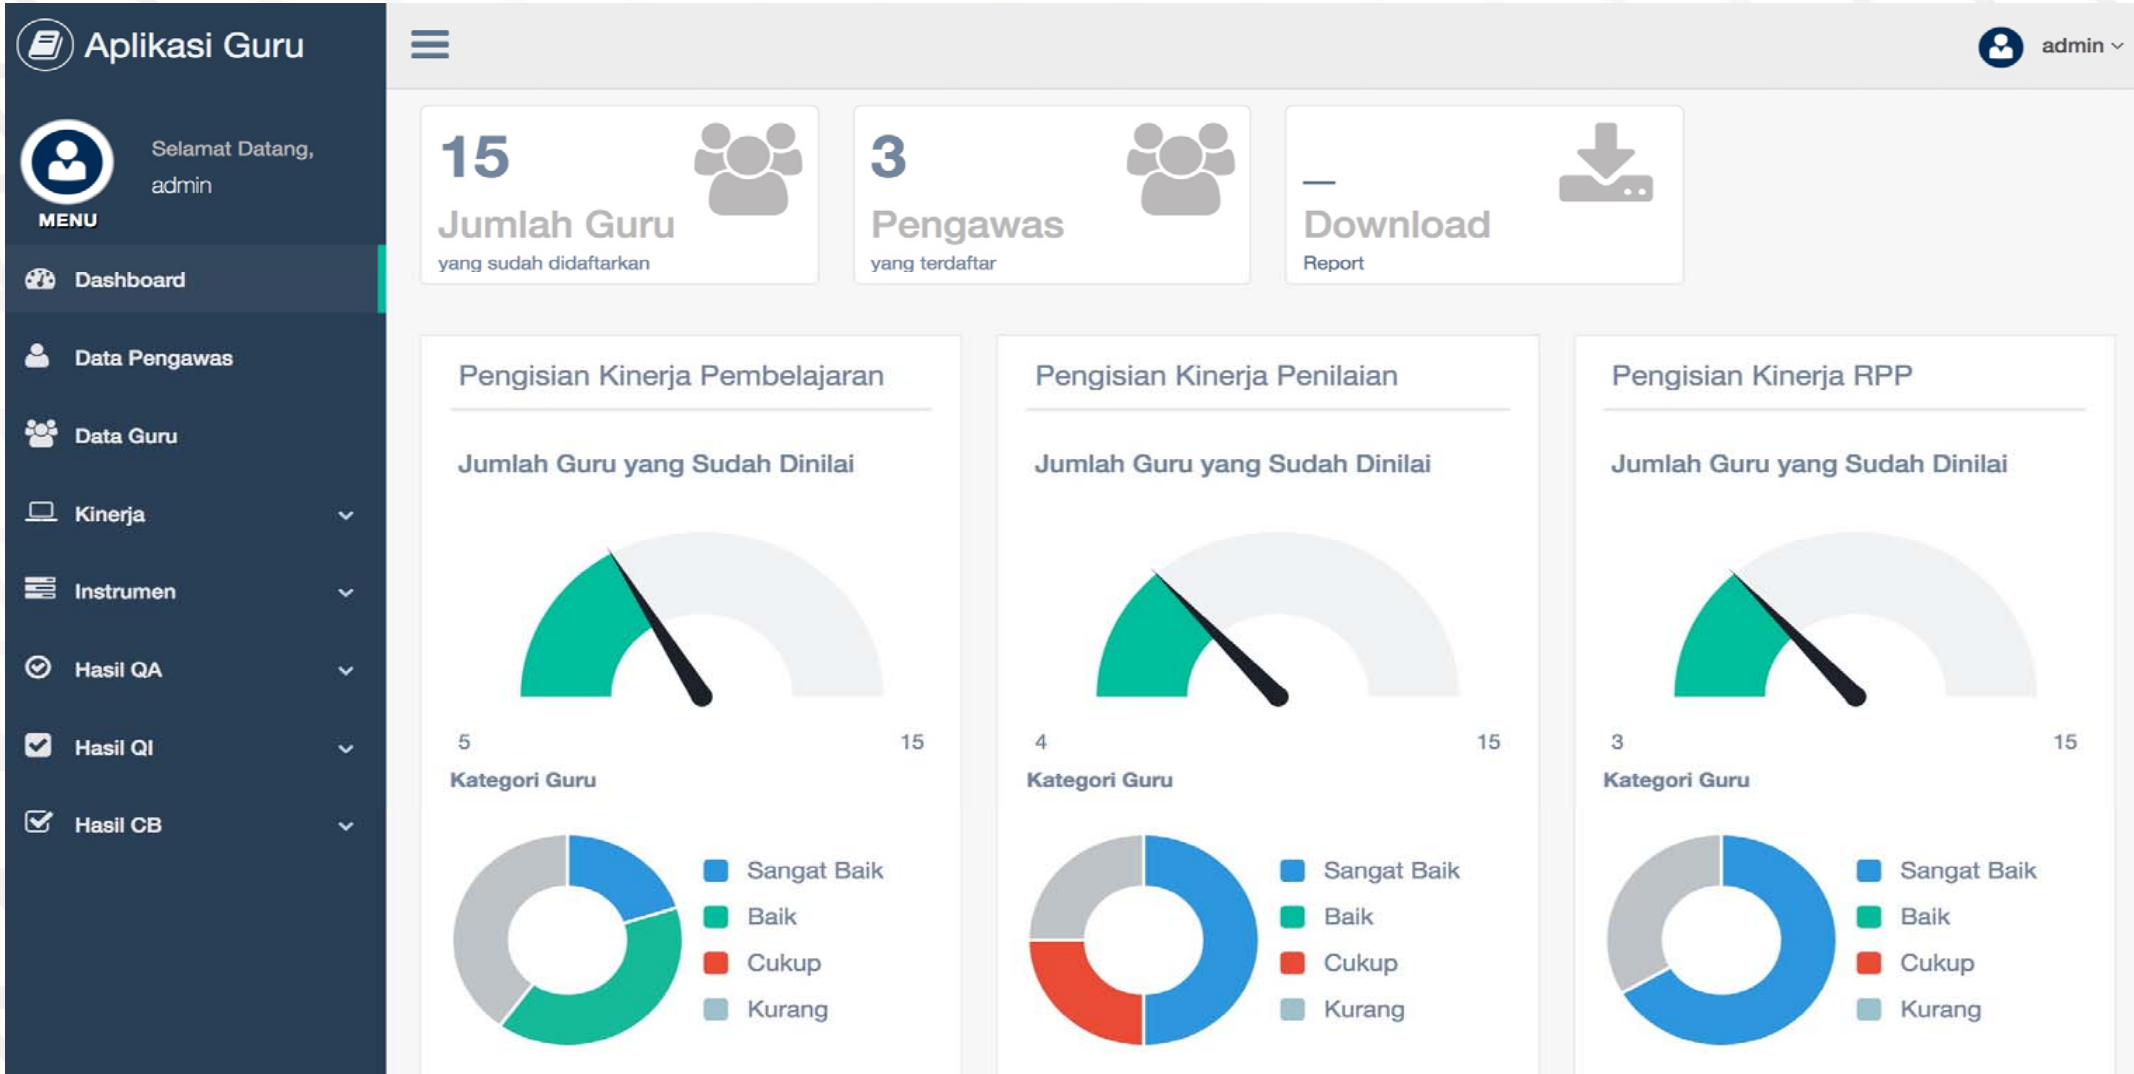 Aplikasi Guru
admin
Selamat Datang,
admin
MENU
Dashboard
Data Pengawas
Data Guru
Kinerja
Instrumen
Hasil QA
Hasil QI
Hasil CB
15
Jumlah Guru
yang sudah didaftarkan
3
Pengawas
yang terdaftar
_
Download
Report
Pengisian Kinerja Pembelajaran
Jumlah Guru yang Sudah Dinilai
5 15
Kategori Guru
Sangat Baik
Baik
Cukup
Kurang
Pengisian Kinerja Penilaian
Jumlah Guru yang Sudah Dinilai
4 15
Kategori Guru
Sangat Baik
Baik
Cukup
Kurang
Pengisian Kinerja RPP
Jumlah Guru yang Sudah Dinilai
3 15
Kategori Guru
Sangat Baik
Baik
Cukup
Kurang